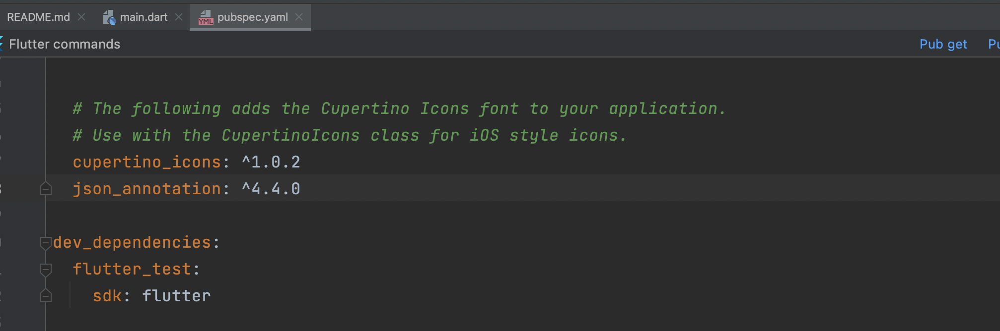 README.md main.dart YML pubspec.yaml
Flutter commands Pub get
# The following adds the Cupertino Icons font to your application.
# Use with the CupertinoIcons class for iOS style icons.
cupertino_icons: ^1.0.2
json_annotation: ^4.4.0
dev_dependencies:
flutter_test:
sdk: flutter